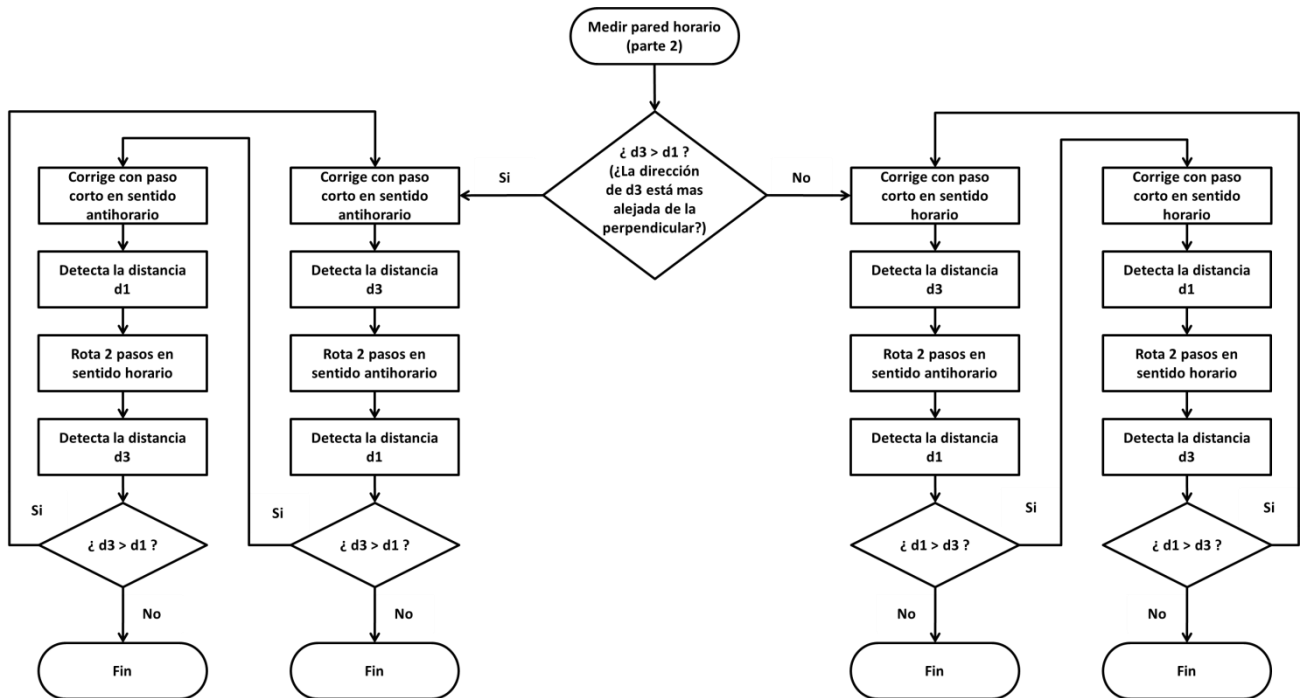 Medir pared horario
(parte 2)
¿ d3 > d1 ?
(¿La dirección
de d3 está mas
alejada de la
perpendicular?)
Si
No
Corrige con paso
corto en sentido
antihorario
Detecta la distancia
d1
Rota 2 pasos en
sentido horario
Detecta la distancia
d3
Si
¿ d3 > d1 ?
No
Fin
Corrige con paso
corto en sentido
antihorario
Detecta la distancia
d3
Rota 2 pasos en
sentido antihorario
Detecta la distancia
d1
Si
¿ d3 > d1 ?
No
Fin
Corrige con paso
corto en sentido
horario
Detecta la distancia
d3
Rota 2 pasos en
sentido antihorario
Detecta la distancia
d1
Si
¿ d1 > d3 ?
No
Fin
Corrige con paso
corto en sentido
horario
Detecta la distancia
d1
Rota 2 pasos en
sentido horario
Detecta la distancia
d3
Si
¿ d1 > d3 ?
No
Fin